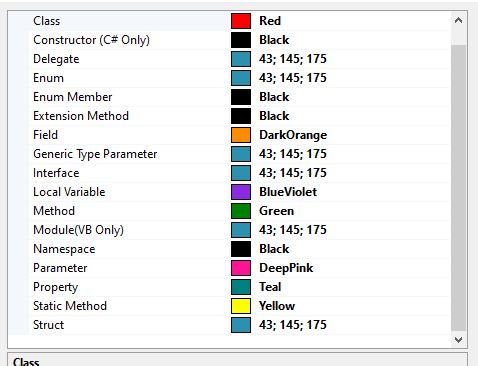 Class Red
Constructor (C# Only) Black
Delegate 43; 145; 175
Enum 43; 145; 175
Enum Member Black
Extension Method Black
Field DarkOrange
Generic Type Parameter 43; 145; 175
Interface 43; 145; 175
Local Variable BlueViolet
Method Green
Module(VB Only) 43; 145; 175
Namespace Black
Parameter DeepPink
Property Teal
Static Method Yellow
Struct 43; 145; 175
Class